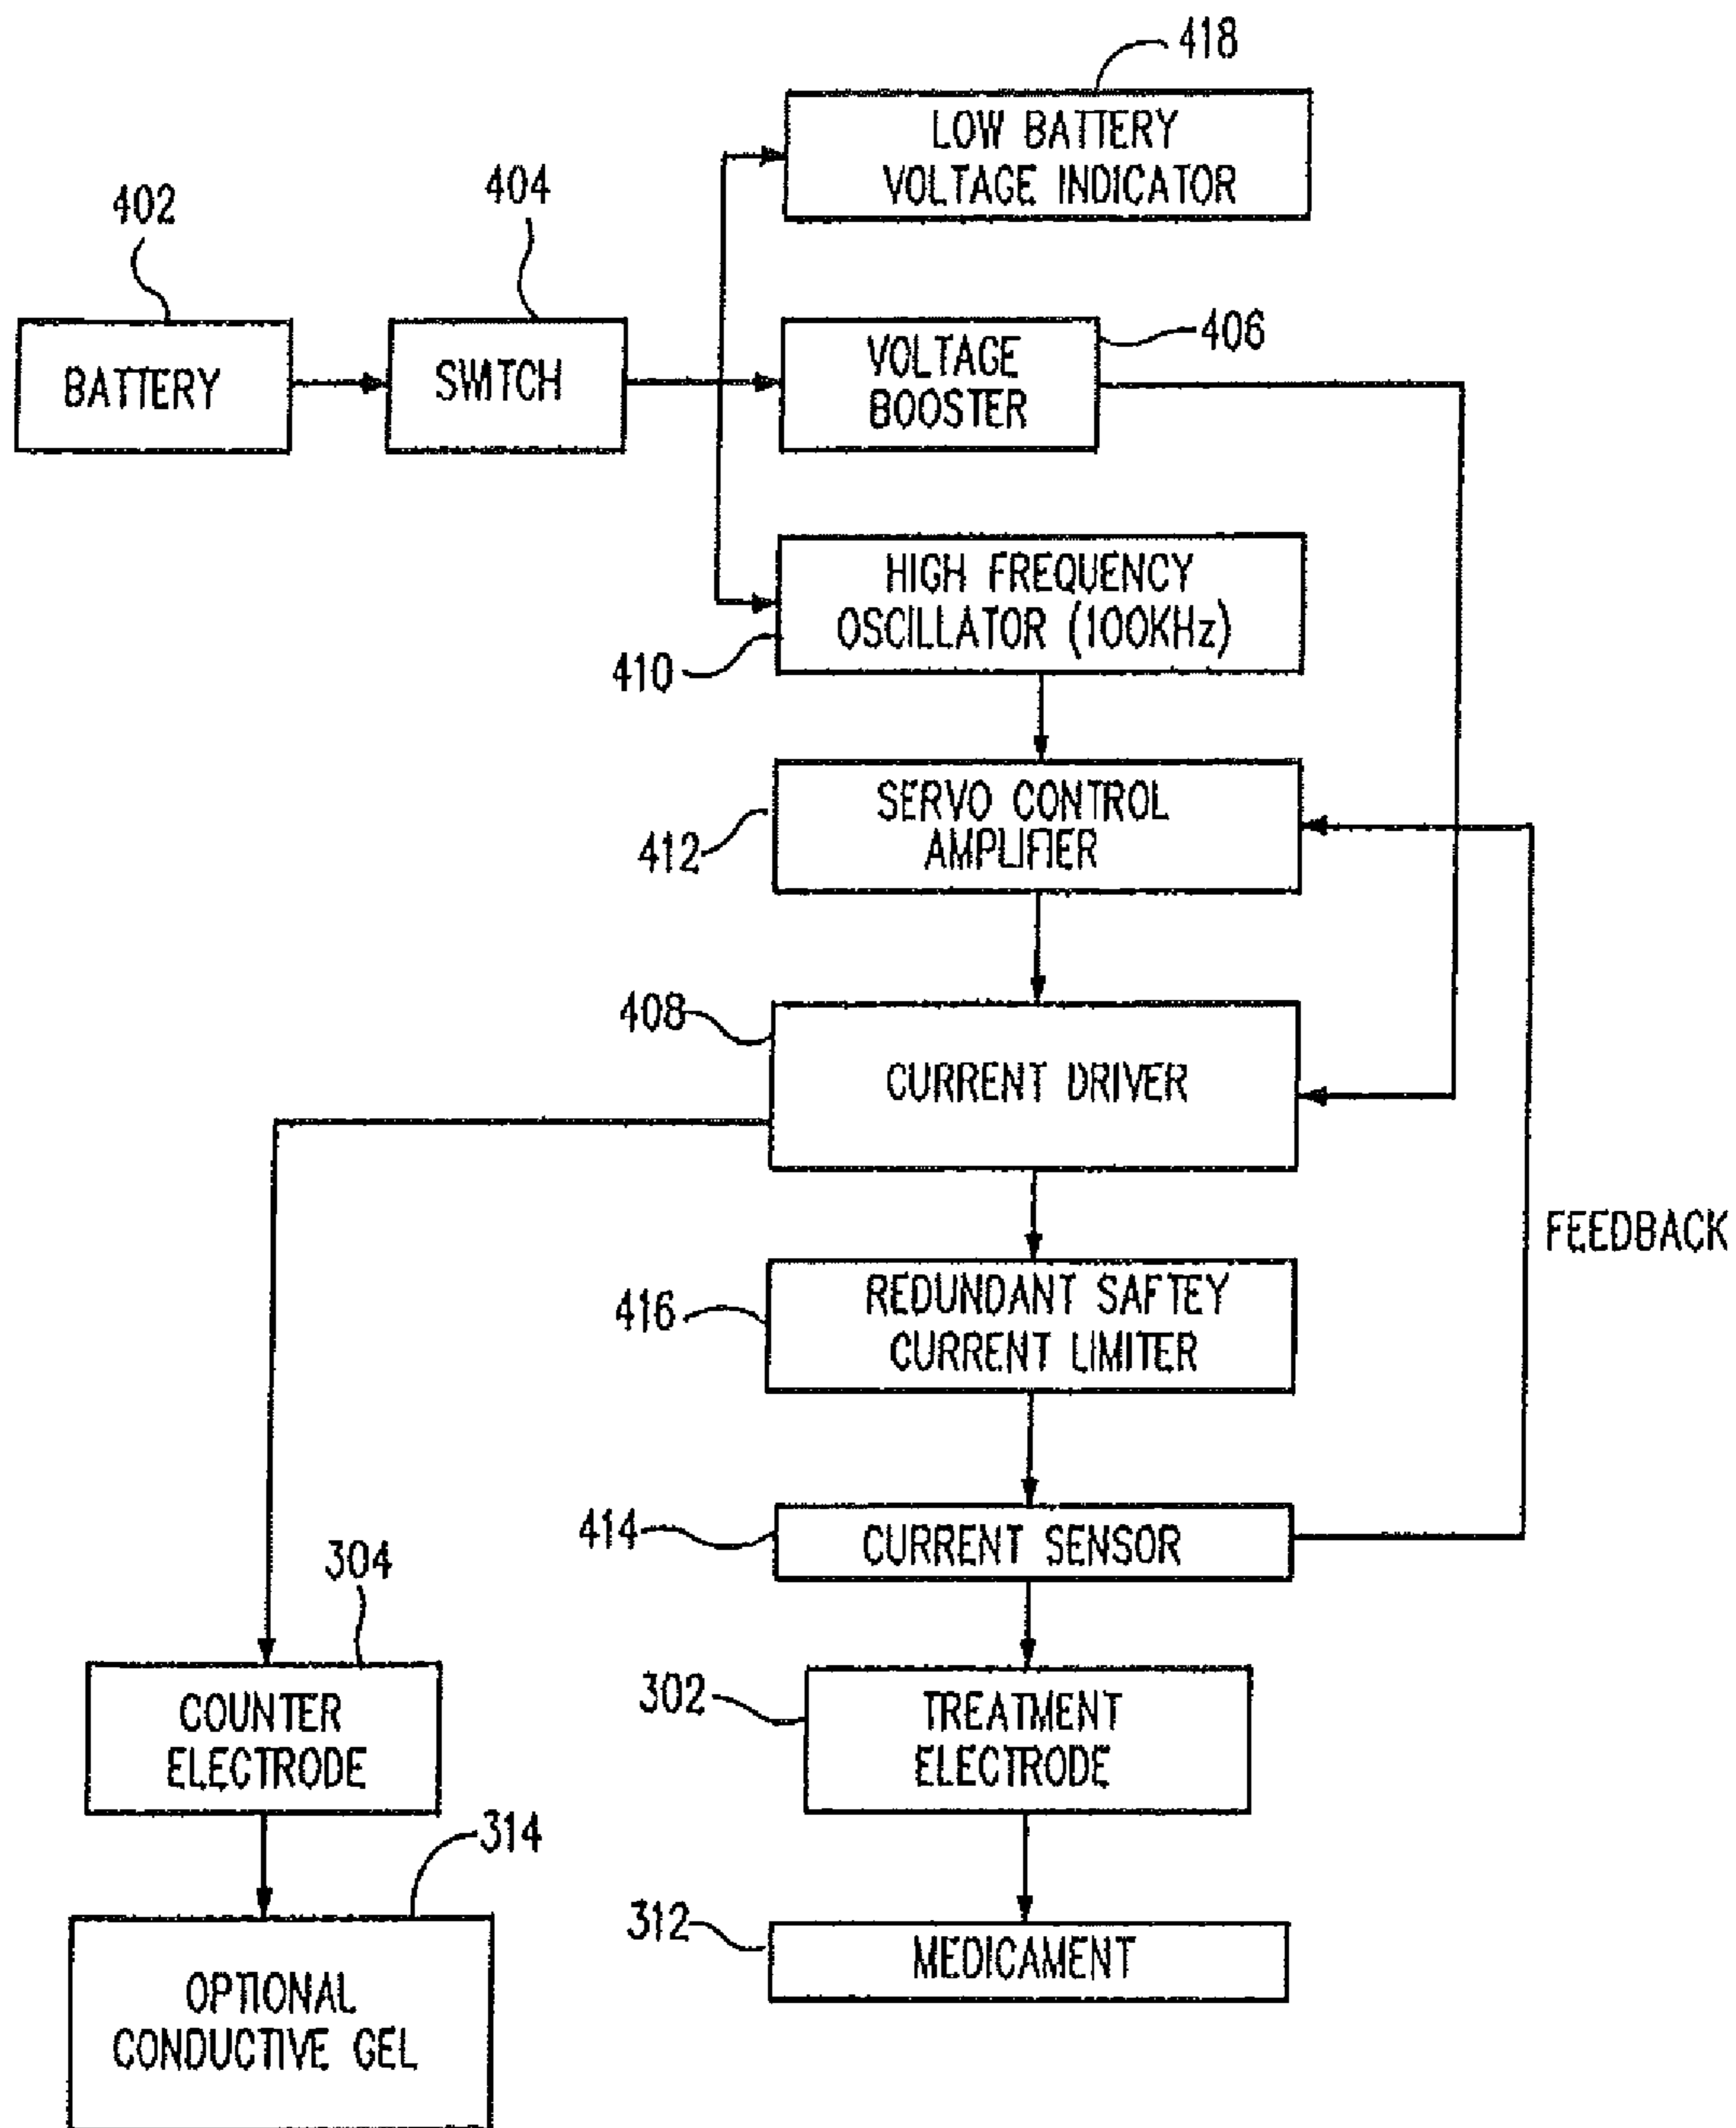 418
LOW BATTERY
VOLTAGE INDICATOR
402
404
BATTERY
SWITCH
VOLTAGE
BOOSTER
406
HIGH FREQUENCY
OSCILLATOR (100KHz)
410
SERVO CONTROL
AMPLIFIER
412
408
CURRENT DRIVER
FEEDBACK
REDUNDANT SAFTEY
CURRENT LIMITER
416
414
CURRENT SENSOR
304
COUNTER
ELECTRODE
302
TREATMENT
ELECTRODE
314
OPTIONAL
CONDUCTIVE GEL
312
MEDICAMENT